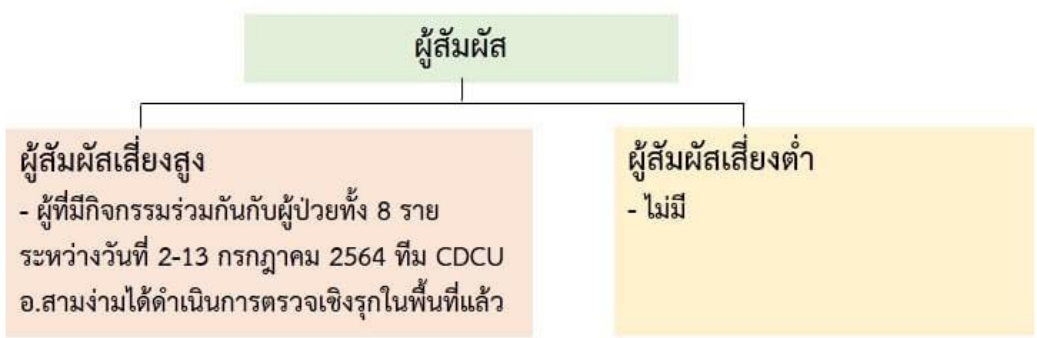 ผู้สัมผัส
ผู้สัมผัสเสี่ยงสูง
- ผู้ที่มีกิจกรรมร่วมกันกับผู้ป่วยทั้ง 8 ราย
ระหว่างวันที่ 2-13 กรกฎาคม 2564 ทีม CDCU
อ.สามง่ามได้ดำเนินการตรวจเชิงรุกในพื้นที่แล้ว
ผู้สัมผัสเสี่ยงต่ำ
- ไม่มี